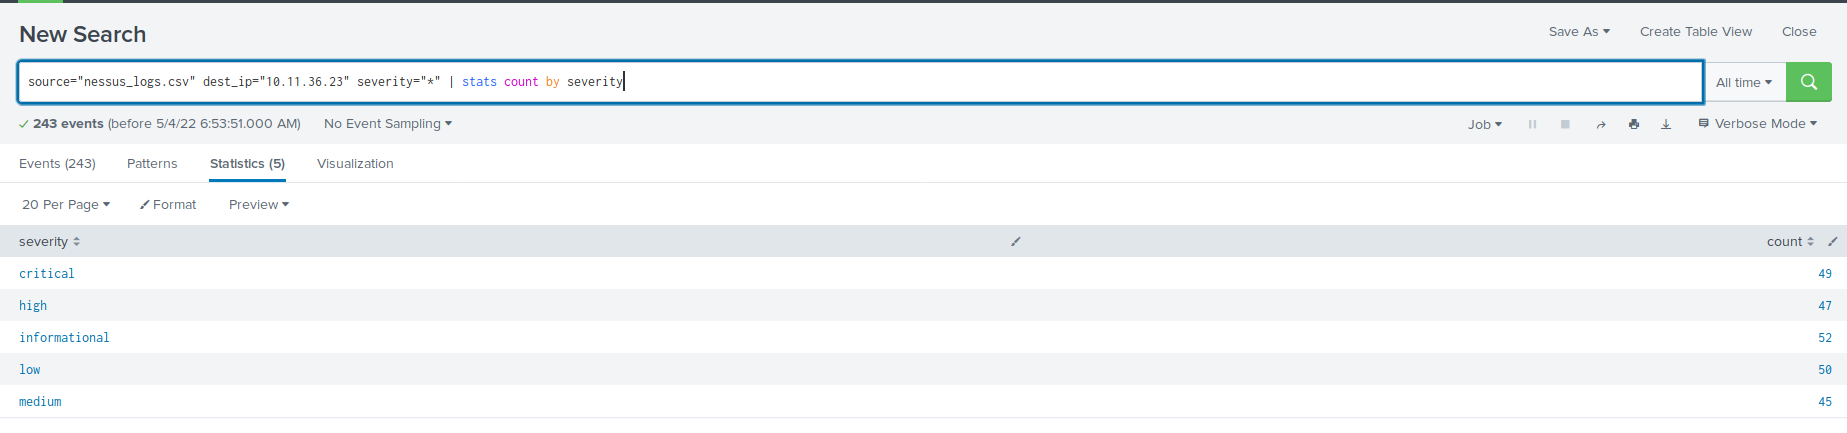 New Search
Save As Create Table View Close
source="nessus_logs.csv" dest_ip="10.11.36.23" severity="*" | stats count by severity
All time
243 events (before 5/4/22 6:53:51.000 AM) No Event Sampling
Job Verbose Mode
Events (243) Patterns Statistics (5) Visualization
20 Per Page Format Preview
severity count
critical 49
high 47
informational 52
low 50
medium 45